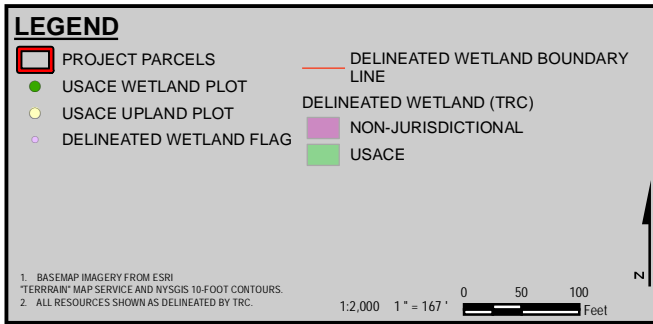 LEGEND
PROJECT PARCELS
USACE WETLAND PLOT
USACE UPLAND PLOT
DELINEATED WETLAND FLAG
DELINEATED WETLAND BOUNDARY
LINE
DELINEATED WETLAND (TRC)
NON-JURISDICTIONAL
USACE
1. BASEMAP IMAGERY FROM ESRI
"TERRRAIN" MAP SERVICE AND NYSGIS 10-FOOT CONTOURS.
2. ALL RESOURCES SHOWN AS DELINEATED BY TRC.
1:2,000 1 " = 167 '
0 50 100
Feet
N